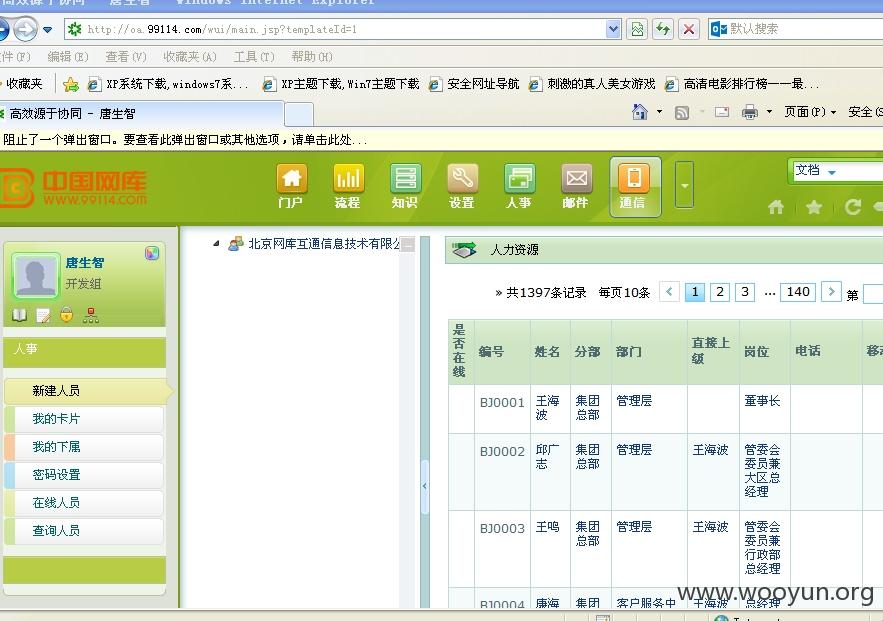 高效源于协同 - 唐生智 - Windows Internet Explorer
http://oa.99114.com/wui/main.jsp?templateId=1
默认搜索
件(F) 编辑(E) 查看(V) 收藏夹(A) 工具(T) 帮助(H)
收藏夹 XP系统下载,windows7系... XP主题下载,Win7主题下载 安全网址导航 刺激的真人美女游戏 高清电影排行榜一一最...
高效源于协同 - 唐生智
页面(P) 安全(S
阻止了一个弹出窗口。要查看此弹出窗口或其他选项，请单击此处...
中国网库
www.99114.com
门户 流程 知识 设置 人事 邮件 通信
文档
唐生智
开发组
人事
新建人员
我的卡片
我的下属
密码设置
在线人员
查询人员
北京网库互通信息技术有限公
人力资源
» 共1397条记录 每页10条 < 1 2 3 ... 140 > 第
是否在线 编号 姓名 分部 部门 直接上级 岗位 电话 移动
BJ0001 王海波 集团总部 管理层 董事长
BJ0002 邱广志 集团总部 管理层 王海波 管委会委员兼大区总经理
BJ0003 王鸣 集团总部 管理层 王海波 管委会委员兼行政部总经理
BJ0004 唐海 集团 客户服务中 王海波 总经理
www.wooyun.org